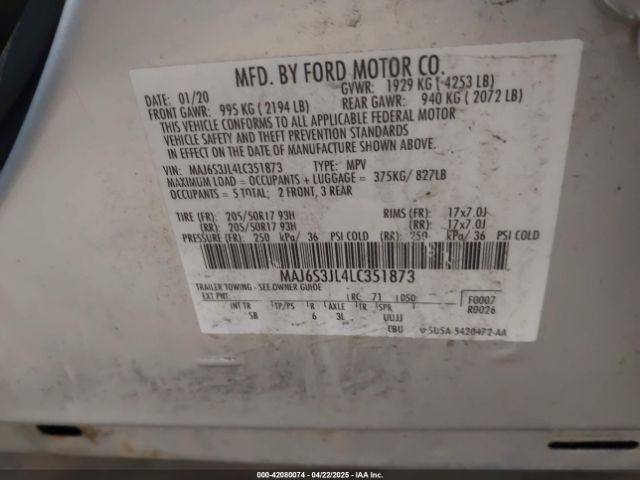 MFD. BY FORD MOTOR CO.
DATE: 01/20 GVWR: 1929 KG ( 4253 LB)
FRONT GAWR: 995 KG ( 2194 LB) REAR GAWR: 940 KG ( 2072 LB)
THIS VEHICLE CONFORMS TO ALL APPLICABLE FEDERAL MOTOR
VEHICLE SAFETY AND THEFT PREVENTION STANDARDS
IN EFFECT ON THE DATE OF MANUFACTURE SHOWN ABOVE.
VIN: MAJ6S3JL4LC351873 TYPE: MPV
MAXIMUM LOAD = OCCUPANTS + LUGGAGE = 375KG/ 827LB
OCCUPANTS = 5 TOTAL; 2 FRONT, 3 REAR
TIRE (FR): 205/50R17 93H RIMS (FR): 17x7.0J
(RR): 205/50R17 93H (RR): 17x7.0J
PRESSURE (FR): 250 kPa/ 36 PSI COLD (RR): 250 kPa/ 36 PSI COLD
MAJ6S3JL4LC351873
TRAILER TOWING - SEE OWNER GUIDE
EXT PNT: RC: 71 DSO: F0007
INT TR TP/PS R AXLE TR SPR R0026
SB 6 3L UUJJ
CBU 5U5A-5420472-AA
000-42080074 - 04/22/2025 - IAA Inc.